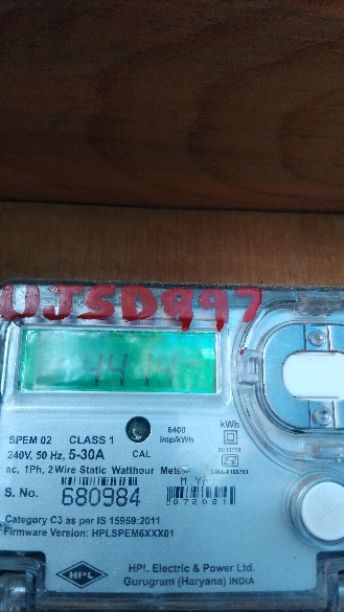 UJSD997
4414
SPEM 02 CLASS 1
6400 imp/kWh
kWh
240V, 50 Hz, 5-30A CAL
ac, 1Ph, 2 Wire Static Watthour Meter
S. No. 680984
M Y
072021
Category C3 as per IS 15959:2011
Firmware Version: HPLSPEM6XXX01
HPL
HPL Electric & Power Ltd.
Gurugram (Haryana) INDIA